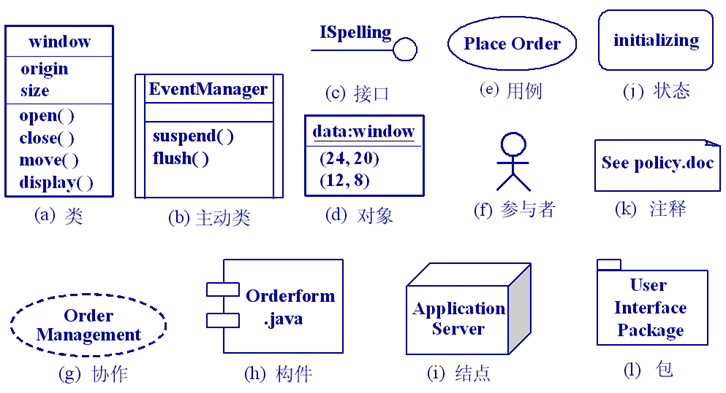 window
origin
size
open( )
close( )
move( )
display( )
(a) 类
EventManager
suspend( )
flush( )
(b) 主动类
ISpelling
(c) 接口
data:window
(24, 20)
(12, 8)
(d) 对象
Place Order
(e) 用例
(f) 参与者
initializing
(j) 状态
See policy.doc
(k) 注释
Order
Management
(g) 协作
Orderform
.java
(h) 构件
Application
Server
(i) 结点
User
Interface
Package
(l) 包